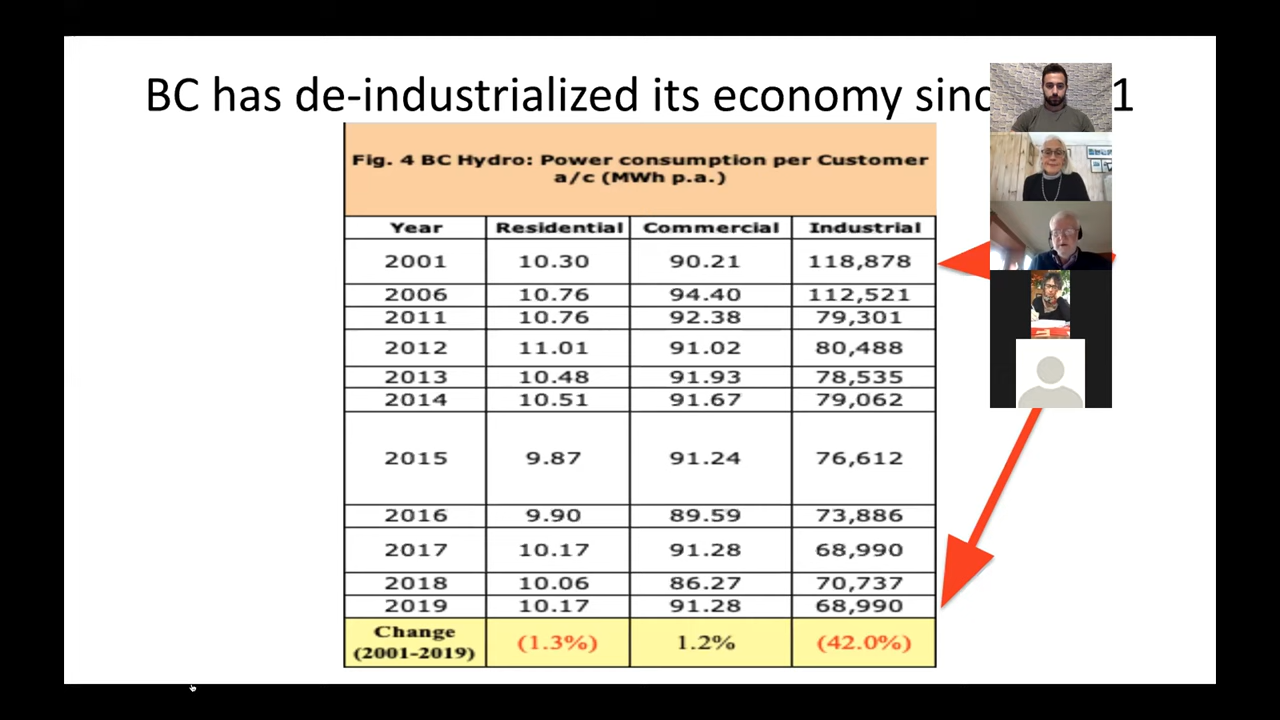 BC has de-industrialized its economy 1
Fig. 4 BC Hydro: Power consumption per Customer
a/c (MWh p.a.)
Year Residential Commercial Industrial
2001 10.30 90.21 118,878
2006 10.76 94.40 112,521
2011 10.76 92.38 79,301
2012 11.01 91.02 80,488
2013 10.48 91.93 78,535
2014 10.51 91.67 79,062
2015 9.87 91.24 76,612
2016 9.90 89.59 73,886
2017 10.17 91.28 68,990
2018 10.06 86.27 70,737
2019 10.17 91.28 68,990
Change
(2001-2019) (1.3%) 1.2% (42.0%)